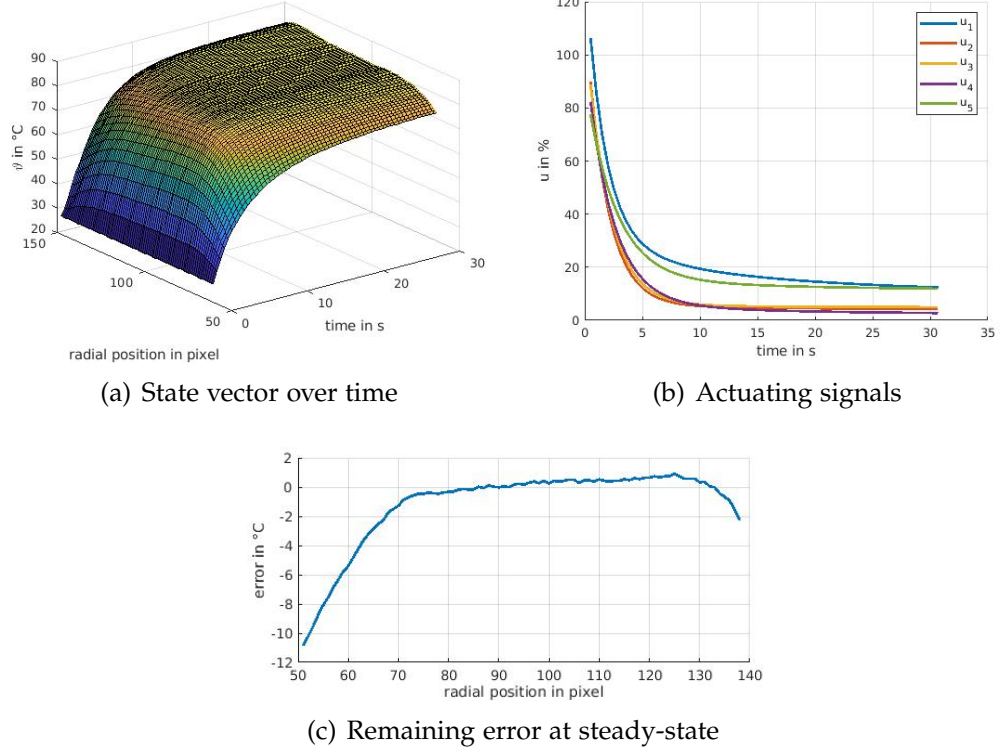 90
80
70
60
50
40
30
20
ϑ in °C
150
100
50
radial position in pixel
0
10
20
30
time in s
(a) State vector over time
120
100
80
60
40
20
0
u in %
u1
u2
u3
u4
u5
0 5 10 15 20 25 30 35
time in s
(b) Actuating signals
2
0
-2
-4
-6
-8
-10
-12
error in °C
50 60 70 80 90 100 110 120 130 140
radial position in pixel
(c) Remaining error at steady-state